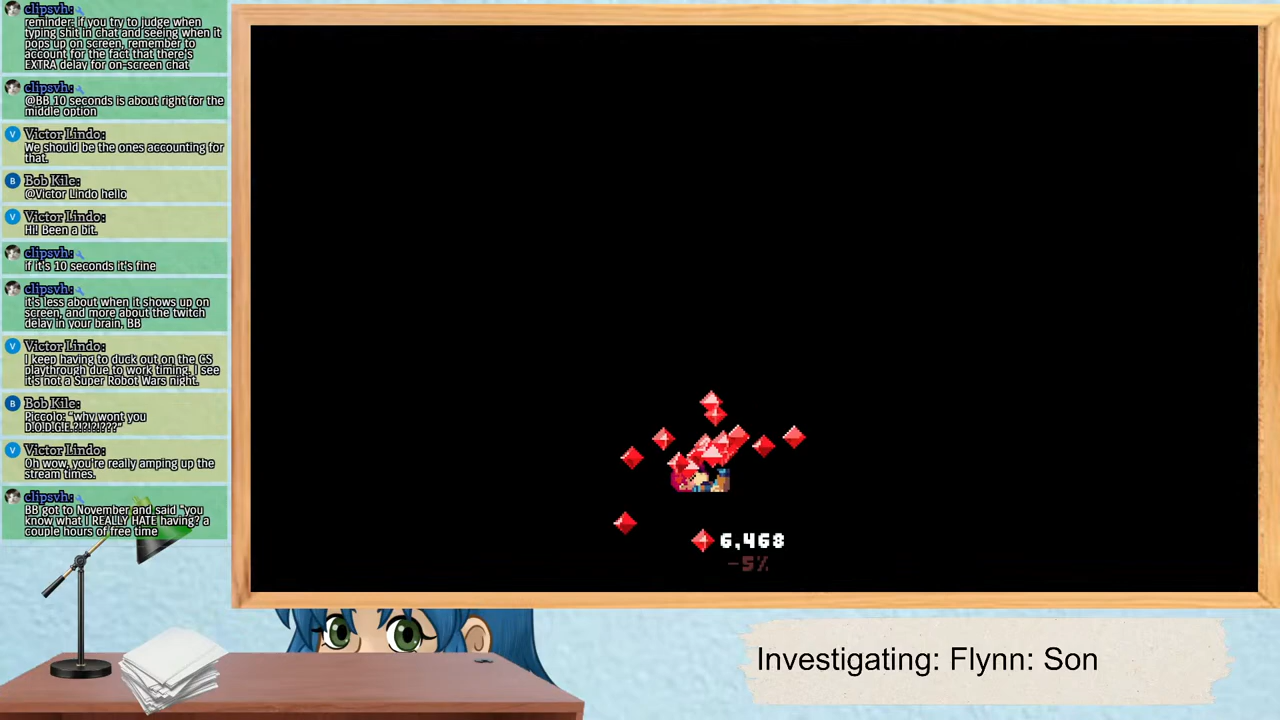 clipsvh:
reminder: if you try to judge when
typing shit in chat and seeing when it
pops up on screen, remember to
account for the fact that there's
EXTRA delay for on-screen chat
clipsvh:
@BB 10 seconds is about right for the
middle option
V
Victor Lindo:
We should be the ones accounting for
that.
B
Bob Kile:
@Victor Lindo hello
V
Victor Lindo:
Hi! Been a bit.
clipsvh:
if it's 10 seconds it's fine
clipsvh:
it's less about when it shows up on
screen, and more about the twitch
delay in your brain, BB
V
Victor Lindo:
I keep having to duck out on the CS
playthrough due to work timing. I see
it's not a Super Robot Wars night.
B
Bob Kile:
Piccolo: "why wont you
D.O.D.G.E.?!?!?!???"
V
Victor Lindo:
Oh wow, you're really amping up the
stream times.
clipsvh:
BB got to November and said "you
know what I REALLY HATE having? a
couple hours of free time
6,468
-5%
Investigating: Flynn: Son